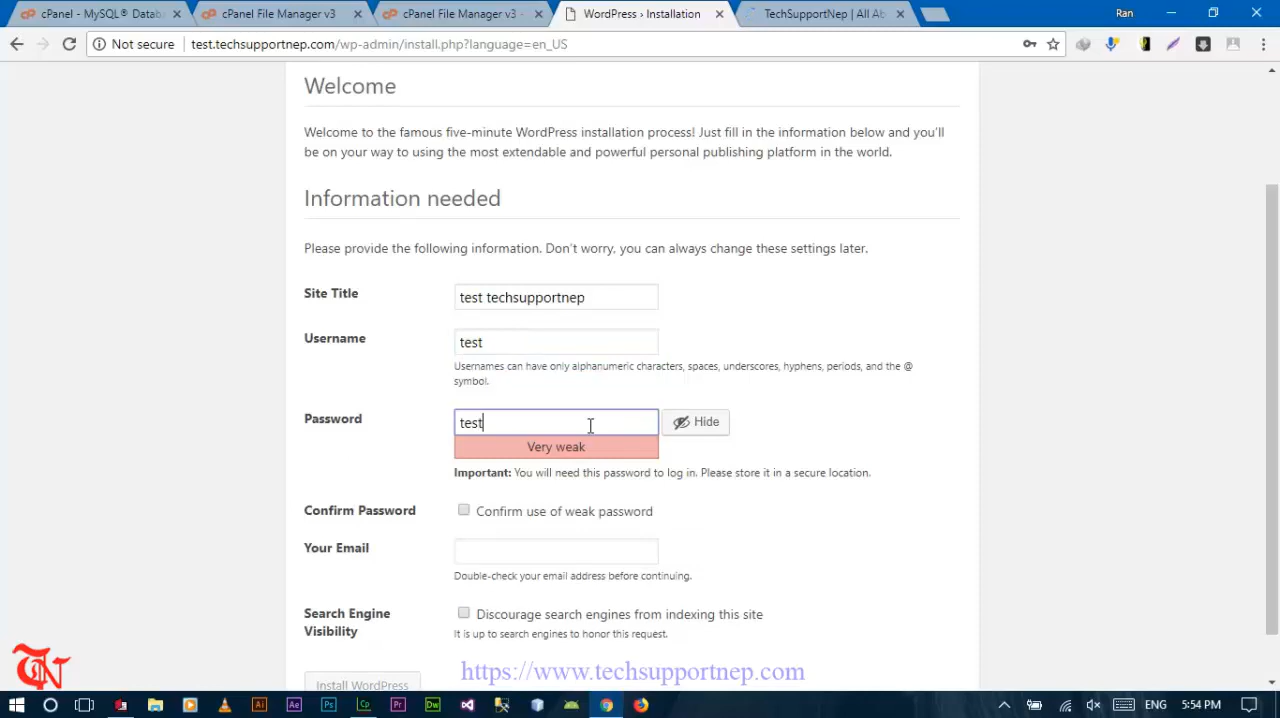 cPanel - MySQL® Datab
cPanel File Manager v3
cPanel File Manager v3 -
WordPress › Installation
TechSupportNep | All Ab
Ran
Not secure
test.techsupportnep.com/wp-admin/install.php?language=en_US
Welcome
Welcome to the famous five-minute WordPress installation process! Just fill in the information below and you'll
be on your way to using the most extendable and powerful personal publishing platform in the world.
Information needed
Please provide the following information. Don't worry, you can always change these settings later.
Site Title
test techsupportnep
Username
test
Usernames can have only alphanumeric characters, spaces, underscores, hyphens, periods, and the @
symbol.
Password
test
Hide
Very weak
Important: You will need this password to log in. Please store it in a secure location.
Confirm Password
Confirm use of weak password
Your Email
Double-check your email address before continuing.
Search Engine
Visibility
Discourage search engines from indexing this site
It is up to search engines to honor this request.
Install WordPress
https://www.techsupportnep.com
Ai
Ae
Ps
Cp
Pr
Dw
ENG
5:54 PM